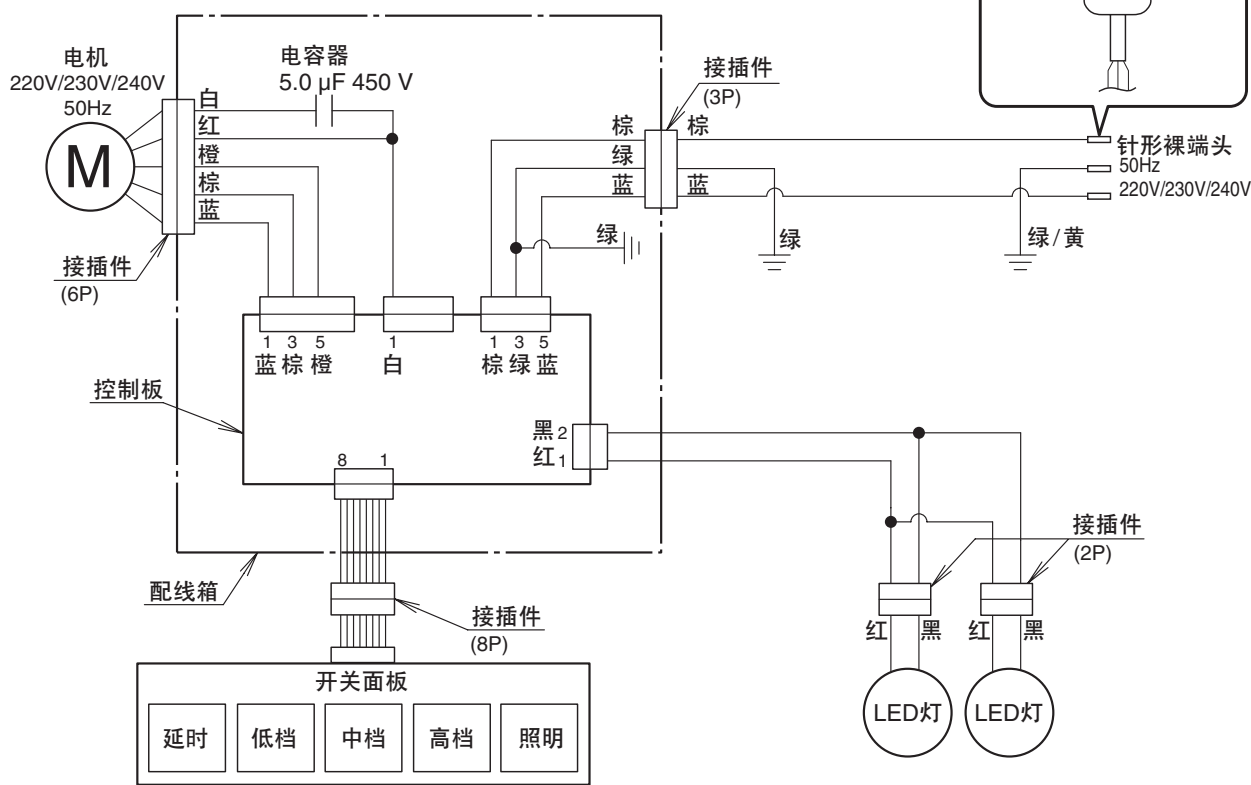 电机
220V/230V/240V
50Hz
M
电容器
5.0 μF 450 V
白
红
橙
棕
蓝
接插件
(6P)
接插件
(3P)
棕
绿
蓝
棕
蓝
绿
绿
绿/黄
针形裸端头
50Hz
220V/230V/240V
1 3 5
蓝 棕 橙
1
白
1 3 5
棕 绿 蓝
控制板
黑 2
红 1
8 1
配线箱
接插件
(8P)
接插件
(2P)
红 黑 红 黑
LED灯 LED灯
开关面板
延时 低档 中档 高档 照明